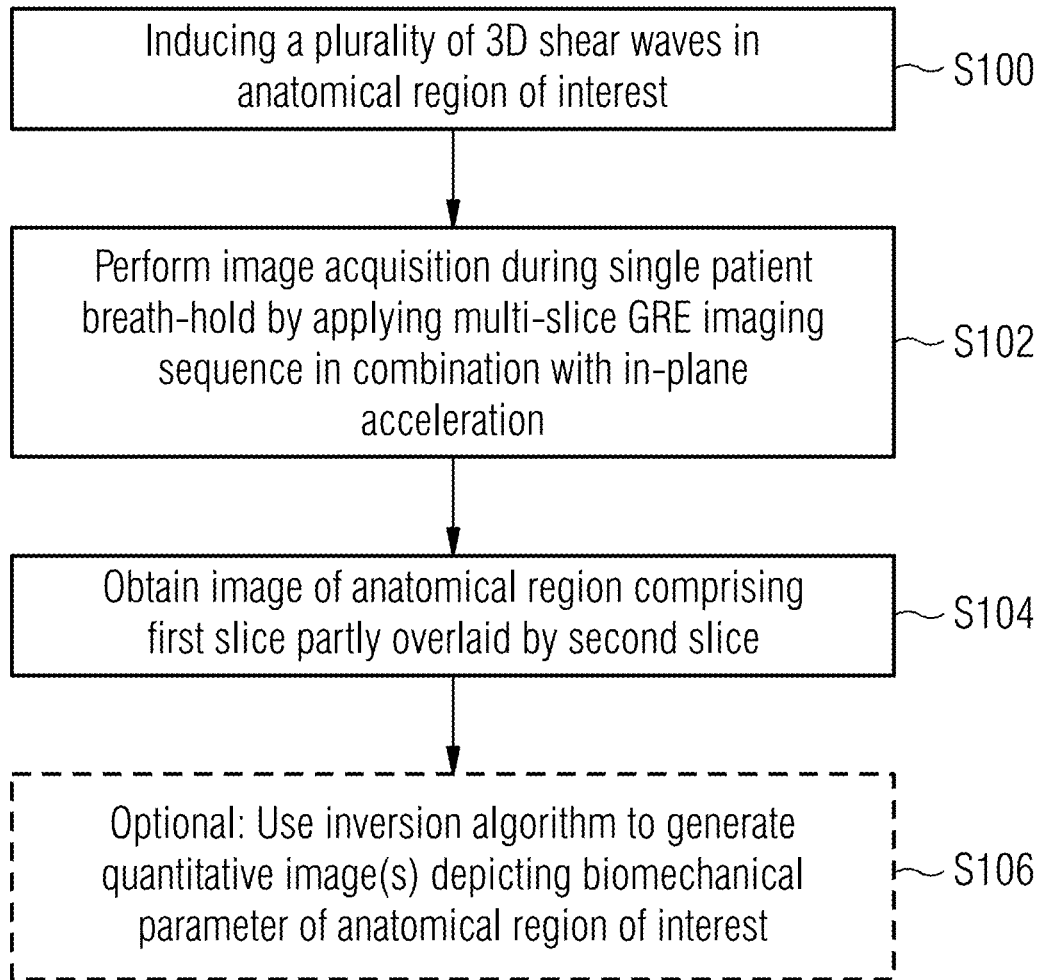 Inducing a plurality of 3D shear waves in
anatomical region of interest
S100
Perform image acquisition during single patient
breath-hold by applying multi-slice GRE imaging
sequence in combination with in-plane
acceleration
S102
Obtain image of anatomical region comprising
first slice partly overlaid by second slice
S104
Optional: Use inversion algorithm to generate
quantitative image(s) depicting biomechanical
parameter of anatomical region of interest
S106